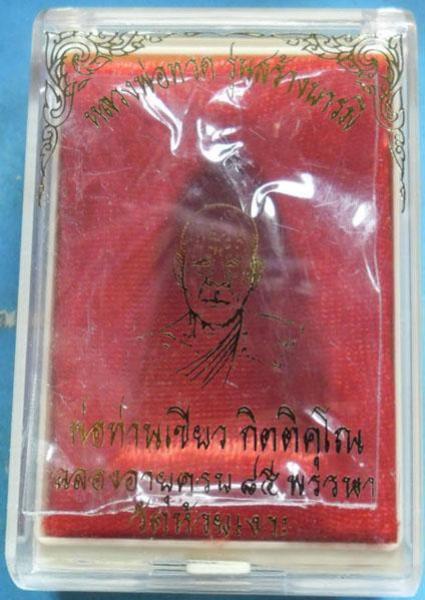 หลวงพ่อทวด รุ่นสร้างบารมี
พ่อท่านเขียว กิตติคุโณ
ฉลองอายุครบ ๘๕ พรรษา
วัดห้วยเงาะ